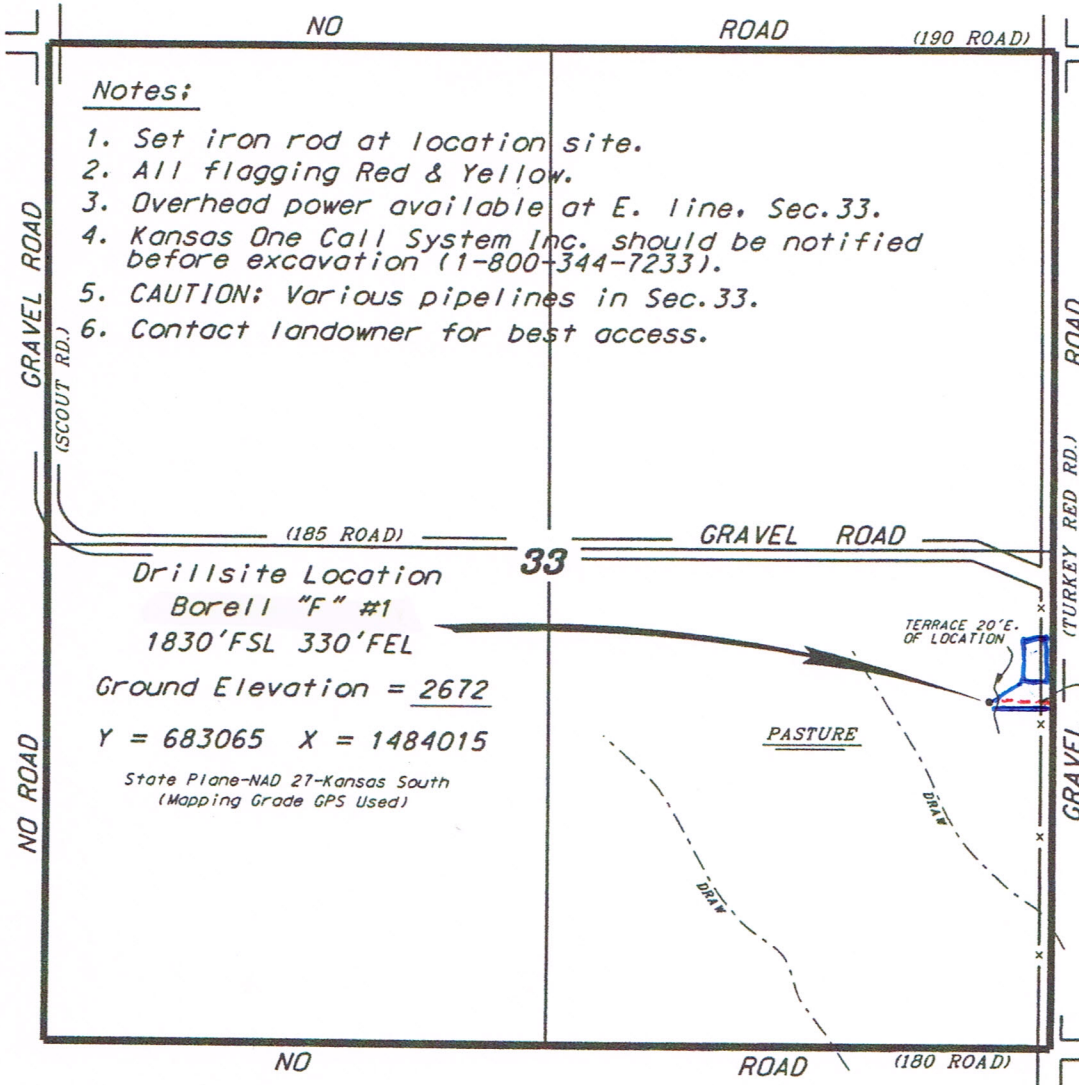 NO ROAD (190 ROAD)
Notes:
1. Set iron rod at location site.
2. All flagging Red & Yellow.
3. Overhead power available at E. line, Sec.33.
4. Kansas One Call System Inc. should be notified
before excavation (1-800-344-7233).
5. CAUTION: Various pipelines in Sec.33.
6. Contact landowner for best access.
GRAVEL ROAD
(SCOUT RD.)
(185 ROAD)
33
GRAVEL ROAD
Drillsite Location
Borell "F" #1
1830'FSL 330'FEL
Ground Elevation = 2672
Y = 683065 X = 1484015
State Plane-NAD 27-Kansas South
(Mapping Grade GPS Used)
TERRACE 20'E.
OF LOCATION
PASTURE
DRAW
DRAW
NO ROAD
GRAVEL ROAD
(TURKEY RED RD.)
NO ROAD (180 ROAD)